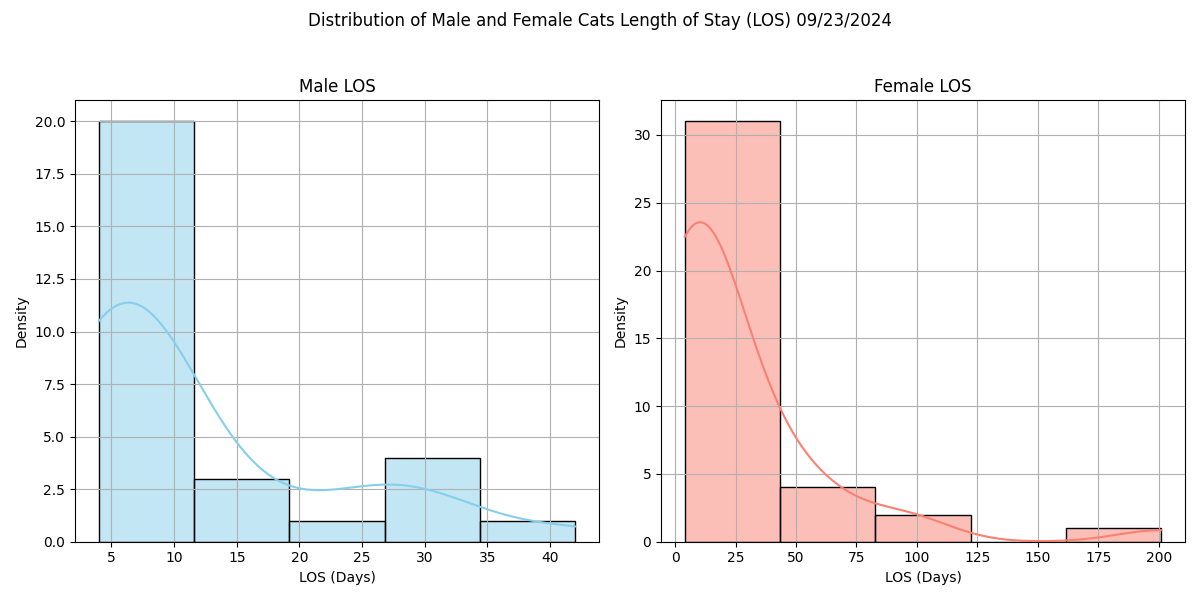 Distribution of Male and Female Cats Length of Stay (LOS) 09/23/2024
Male LOS
Density
20.0
17.5
15.0
12.5
10.0
7.5
5.0
2.5
0.0
5 10 15 20 25 30 35 40
LOS (Days)
Female LOS
Density
30
25
20
15
10
5
0
0 25 50 75 100 125 150 175 200
LOS (Days)